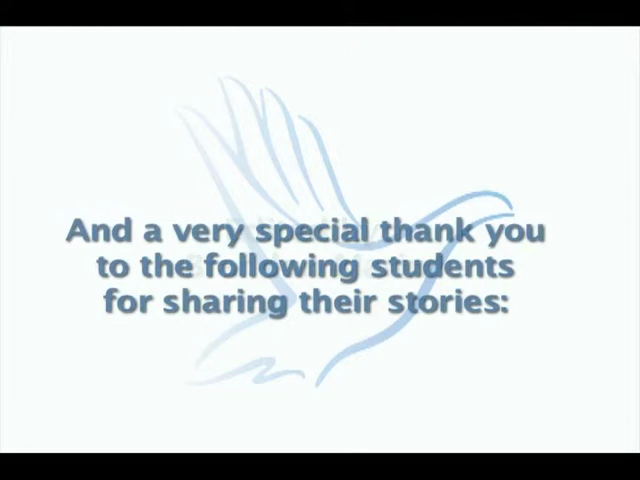 And a very special thank you
to the following students
for sharing their stories: